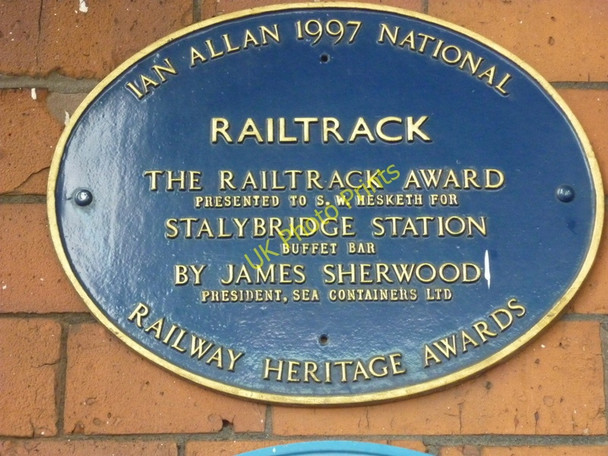 IAN ALLAN 1997 NATIONAL
RAILTRACK
THE RAILTRACK AWARD
PRESENTED TO S. W. HESKETH FOR
STALYBRIDGE STATION
BUFFET BAR
BY JAMES SHERWOOD
PRESIDENT, SEA CONTAINERS LTD
RAILWAY HERITAGE AWARDS
UK Photo Prints